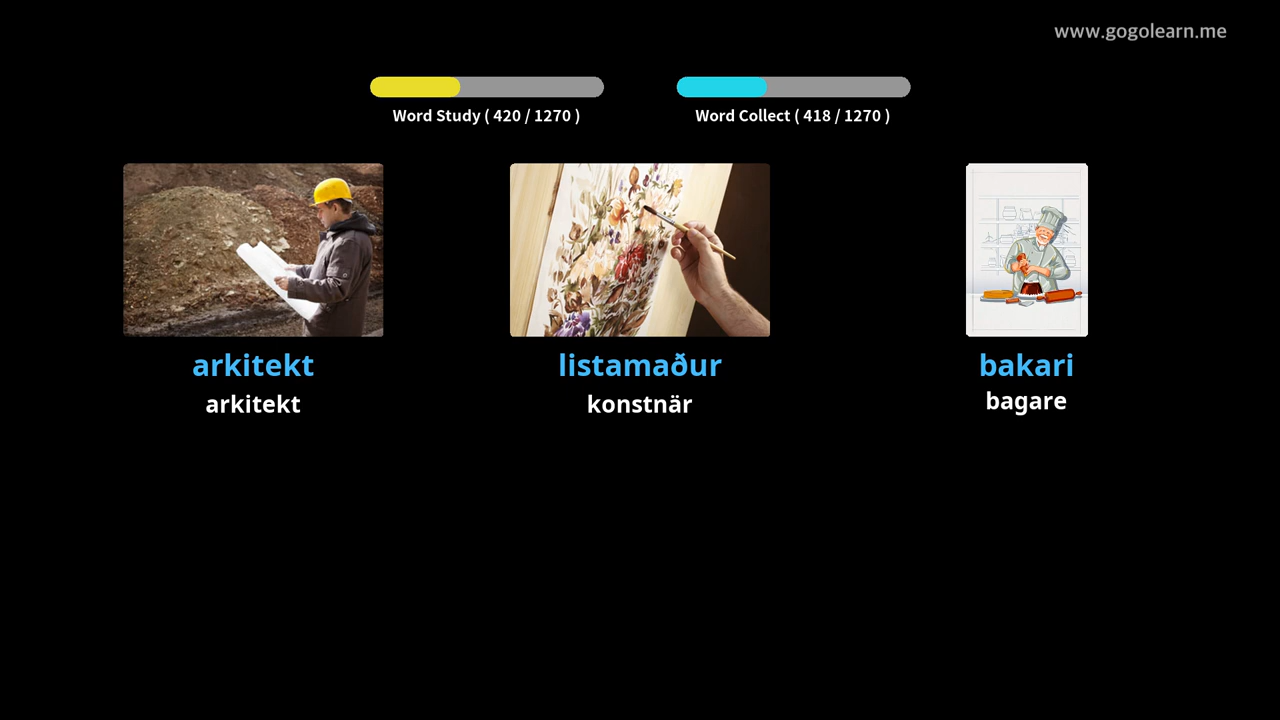 www.gogolearn.me
Word Study ( 420 / 1270 )
Word Collect ( 418 / 1270 )
arkitekt
listamaður
bakari
arkitekt
konstnär
bagare